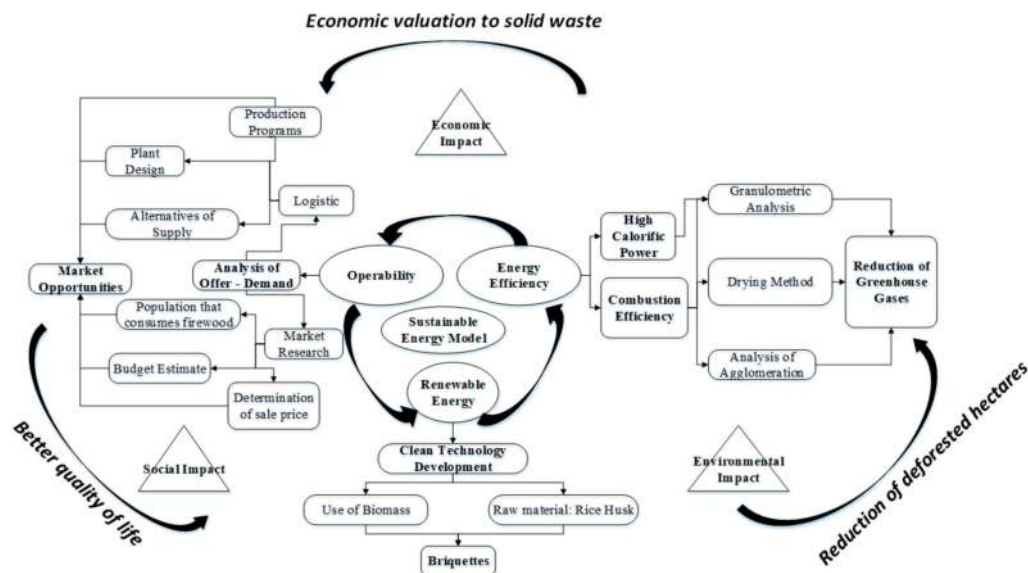 Economic valuation to solid waste
Economic
Impact
Production
Programs
Plant
Design
Logistic
Alternatives of
Supply
Market
Opportunities
Analysis of
Offer - Demand
Population that
consumes firewood
Market
Research
Budget Estimate
Determination
of sale price
Operability
Energy
Efficiency
Sustainable
Energy Model
Renewable
Energy
High
Calorific
Power
Combustion
Efficiency
Granulometric
Analysis
Drying Method
Analysis of
Agglomeration
Reduction of
Greenhouse
Gases
Better quality of life
Social Impact
Clean Technology
Development
Use of Biomass
Raw material: Rice Husk
Briquettes
Environmental
Impact
Reduction of deforested hectares